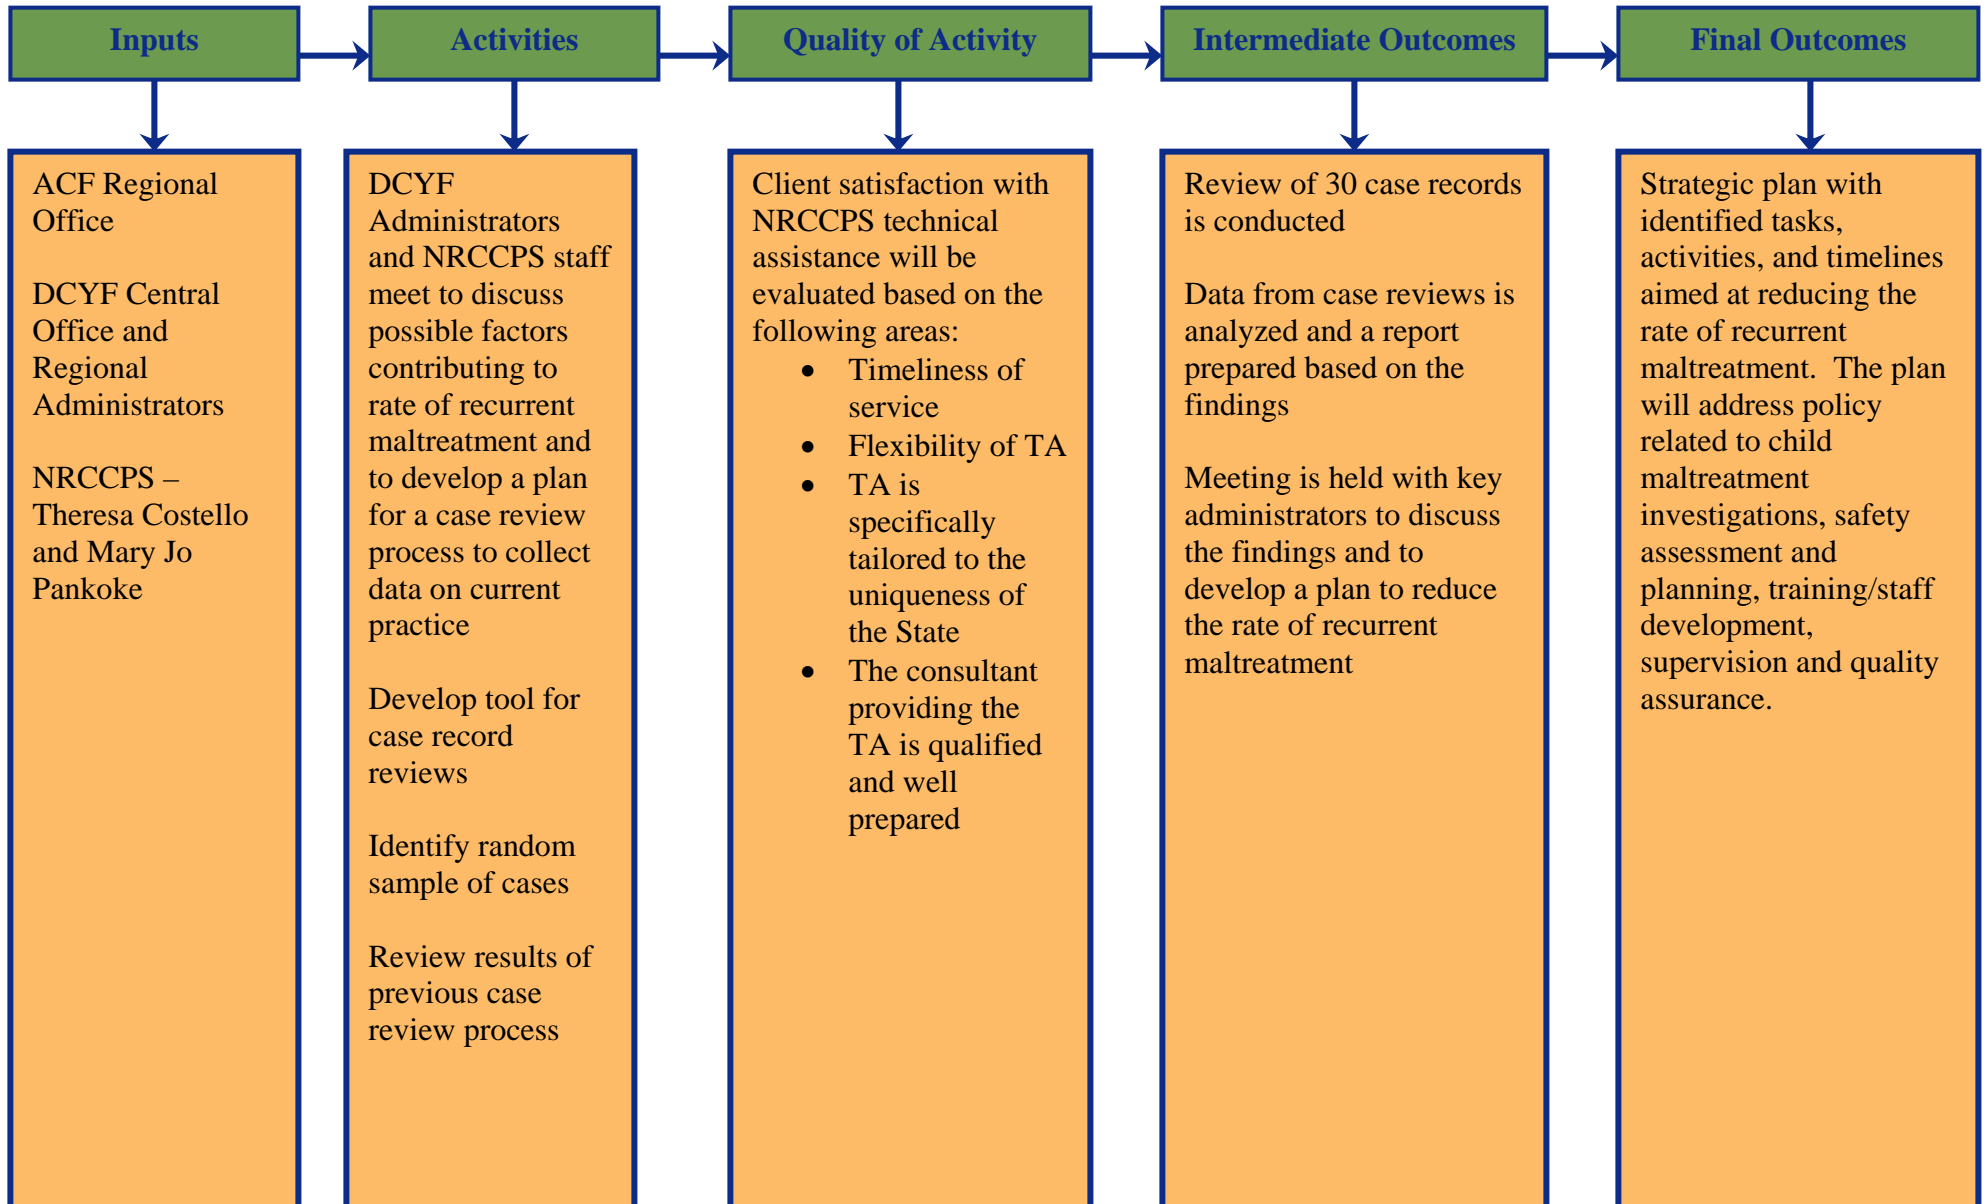 Inputs
Activities
Quality of Activity
Intermediate Outcomes
Final Outcomes
ACF Regional
Office
DCYF Central
Office and
Regional
Administrators
NRCCPS –
Theresa Costello
and Mary Jo
Pankoke
DCYF
Administrators
and NRCCPS staff
meet to discuss
possible factors
contributing to
rate of recurrent
maltreatment and
to develop a plan
for a case review
process to collect
data on current
practice
Develop tool for
case record
reviews
Identify random
sample of cases
Review results of
previous case
review process
Client satisfaction with
NRCCPS technical
assistance will be
evaluated based on the
following areas:
• Timeliness of
service
• Flexibility of TA
• TA is
specifically
tailored to the
uniqueness of
the State
• The consultant
providing the
TA is qualified
and well
prepared
Review of 30 case records
is conducted
Data from case reviews is
analyzed and a report
prepared based on the
findings
Meeting is held with key
administrators to discuss
the findings and to
develop a plan to reduce
the rate of recurrent
maltreatment
Strategic plan with
identified tasks,
activities, and timelines
aimed at reducing the
rate of recurrent
maltreatment.  The plan
will address policy
related to child
maltreatment
investigations, safety
assessment and
planning, training/staff
development,
supervision and quality
assurance.